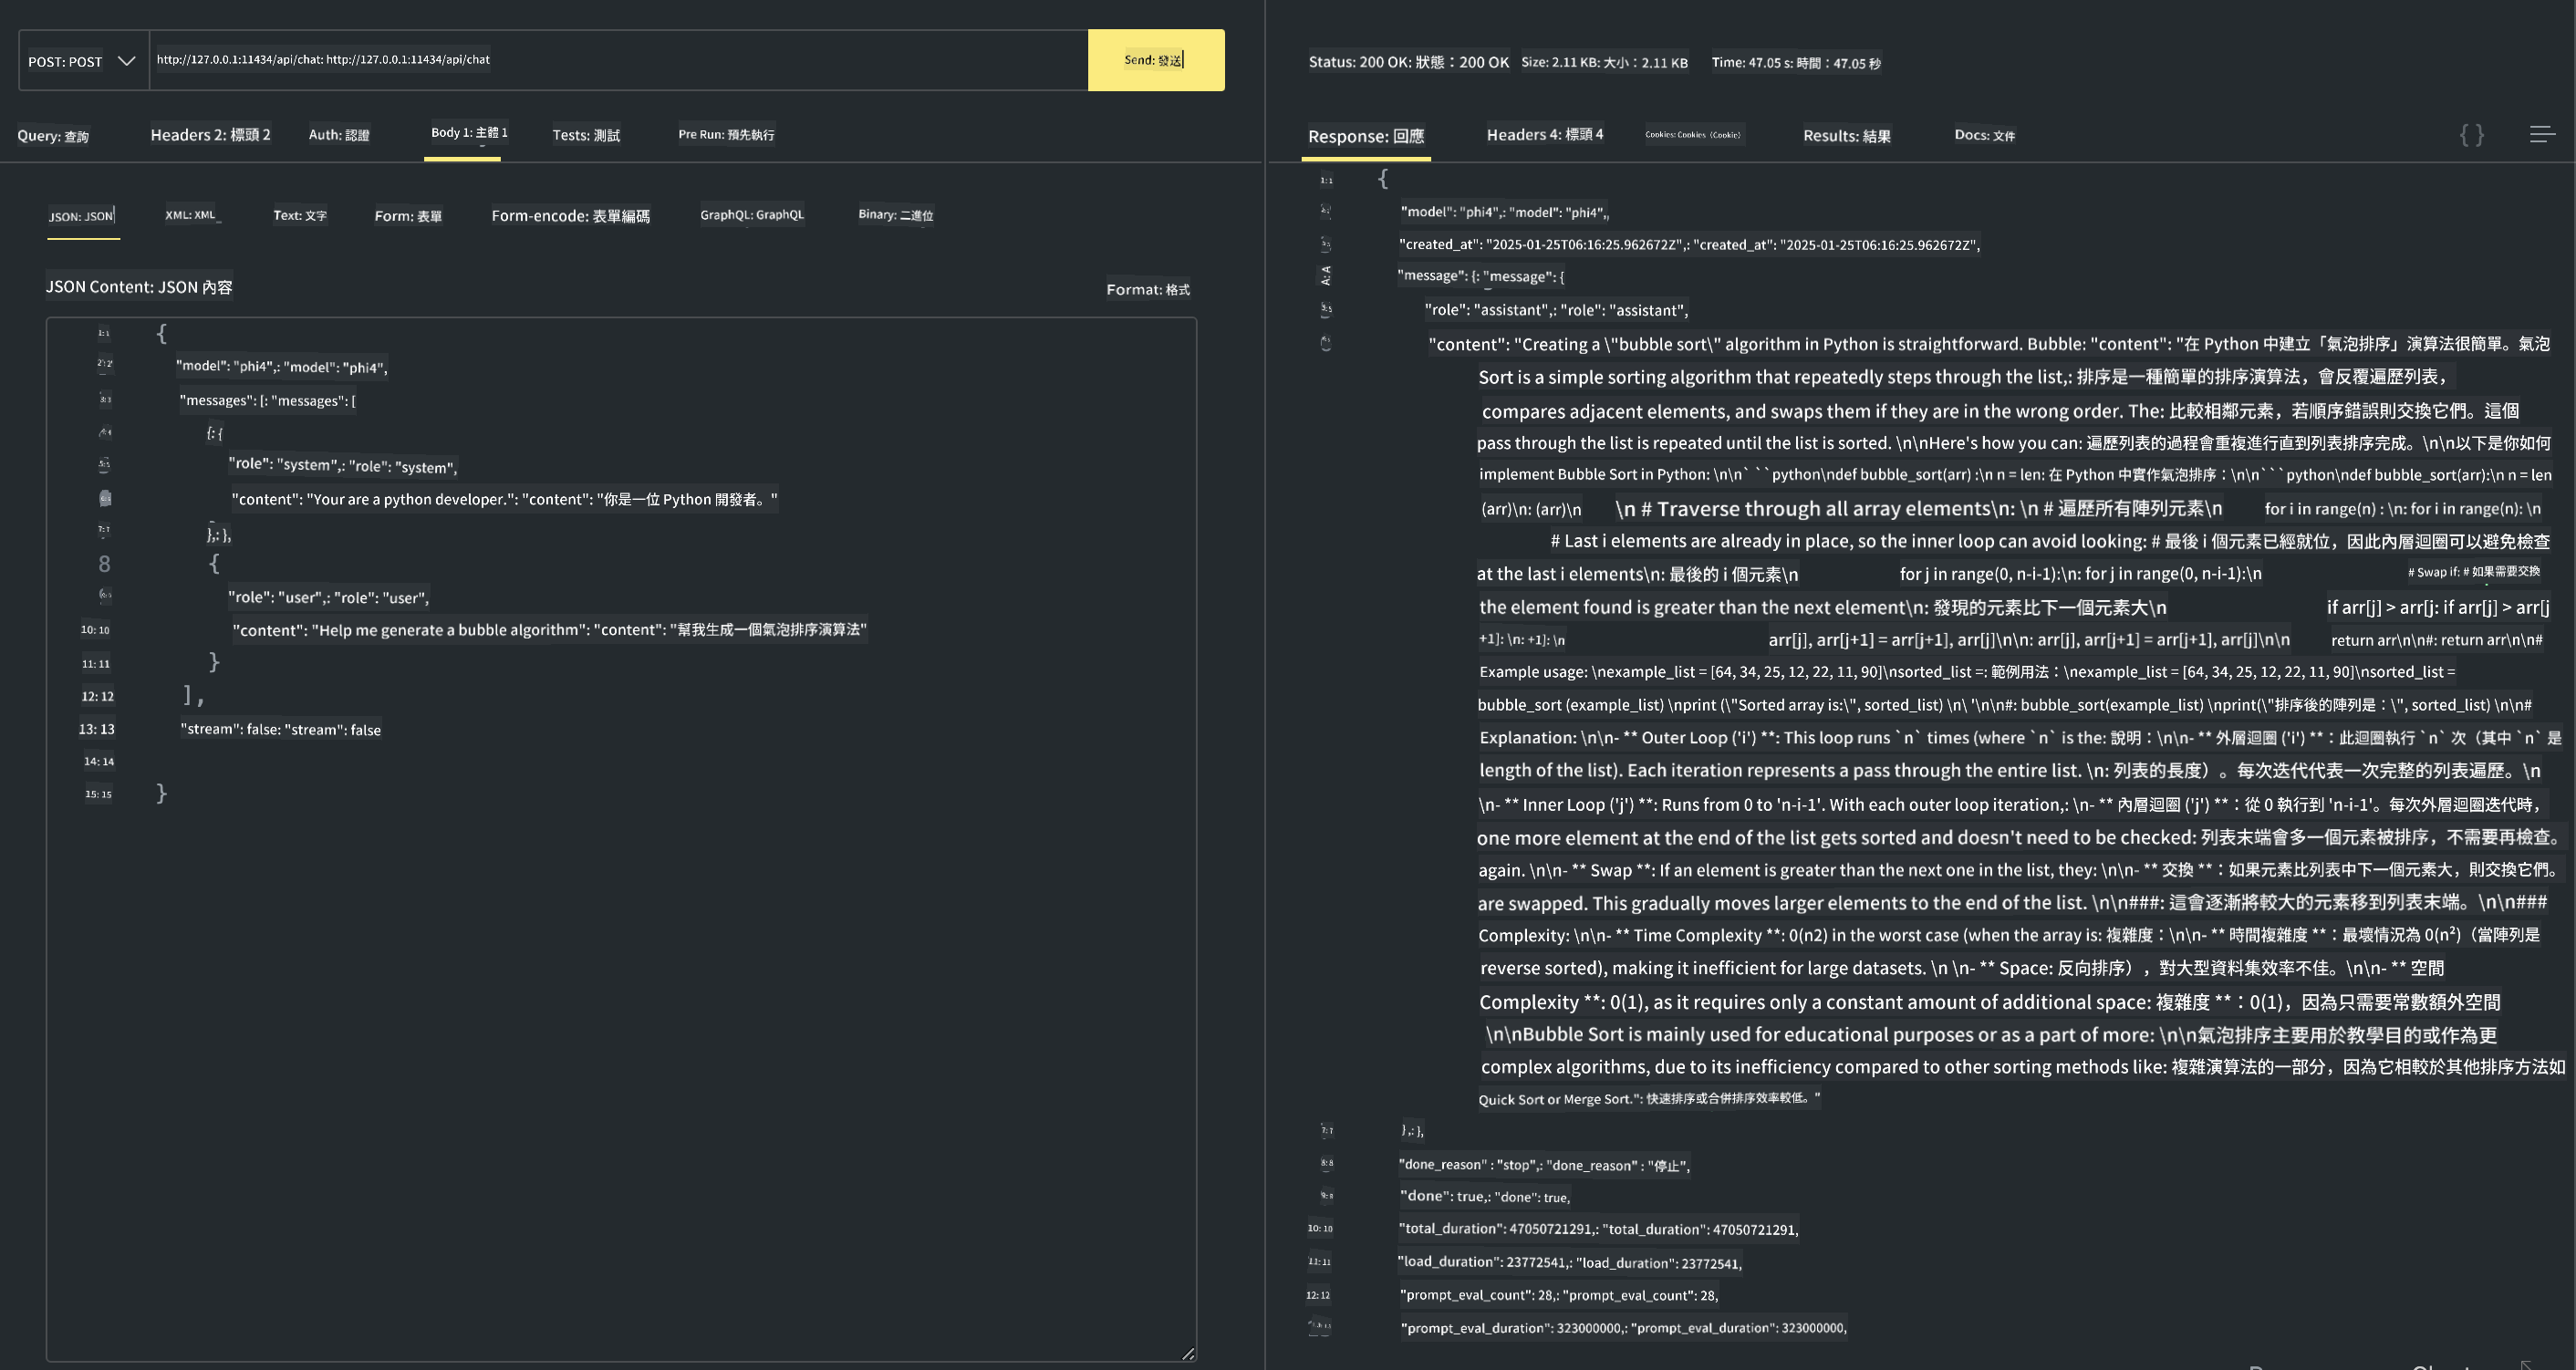 POST: POST
http://127.0.0.1:11434/api/chat: http://127.0.0.1:11434/api/chat
Send: 發送
Query: 查詢 Headers 2: 標頭 2 Auth: 認證 Body 1: 主體 1 Tests: 測試 Pre Run: 預先執行
JSON: JSON XML: XML Text: 文字 Form: 表單 Form-encode: 表單編碼 GraphQL: GraphQL Binary: 二進位
JSON Content: JSON 內容 Format: 格式
1: 1 {
2: 2 "model": "phi4",: "model": "phi4",
3: 3 "messages": [: "messages": [
{: {
5: 5 "role": "system",: "role": "system",
"content": "Your are a python developer.": "content": "你是一位 Python 開發者。"
7: 7 },: },
8 {
"role": "user",: "role": "user",
10: 10 "content": "Help me generate a bubble algorithm": "content": "幫我生成一個氣泡排序演算法"
11: 11 }
12: 12 ],
13: 13 "stream": false: "stream": false
14: 14
15: 15 }
Status: 200 OK: 狀態：200 OK Size: 2.11 KB: 大小：2.11 KB Time: 47.05 s: 時間：47.05 秒
Response: 回應 Headers 4: 標頭 4 Cookies: Cookies（Cookie） Results: 結果 Docs: 文件 { }
1: 1 {
"model": "phi4",: "model": "phi4",,
"created_at": "2025-01-25T06:16:25.962672Z",: "created_at": "2025-01-25T06:16:25.962672Z",
A: A "message": {: "message": {
5: 5 "role": "assistant",: "role": "assistant",
"content": "Creating a \"bubble sort\" algorithm in Python is straightforward. Bubble: "content": "在 Python 中建立「氣泡排序」演算法很簡單。氣泡
Sort is a simple sorting algorithm that repeatedly steps through the list,: 排序是一種簡單的排序演算法，會反覆遍歷列表，
compares adjacent elements, and swaps them if they are in the wrong order. The: 比較相鄰元素，若順序錯誤則交換它們。這個
pass through the list is repeated until the list is sorted. \n\nHere's how you can: 遍歷列表的過程會重複進行直到列表排序完成。\n\n以下是你如何
implement Bubble Sort in Python: \n\n` ``python\ndef bubble_sort(arr) :\n n = len: 在 Python 中實作氣泡排序：\n\n```python\ndef bubble_sort(arr):\n n = len
(arr)\n: (arr)\n \n # Traverse through all array elements\n: \n # 遍歷所有陣列元素\n for i in range(n) : \n: for i in range(n): \n
# Last i elements are already in place, so the inner loop can avoid looking: # 最後 i 個元素已經就位，因此內層迴圈可以避免檢查
at the last i elements\n: 最後的 i 個元素\n for j in range(0, n-i-1):\n: for j in range(0, n-i-1):\n # Swap if: # 如果需要交換
the element found is greater than the next element\n: 發現的元素比下一個元素大\n if arr[j] > arr[j: if arr[j] > arr[j
+1]: \n: +1]: \n arr[j], arr[j+1] = arr[j+1], arr[j]\n\n: arr[j], arr[j+1] = arr[j+1], arr[j]\n\n return arr\n\n#: return arr\n\n#
Example usage: \nexample_list = [64, 34, 25, 12, 22, 11, 90]\nsorted_list =: 範例用法：\nexample_list = [64, 34, 25, 12, 22, 11, 90]\nsorted_list =
bubble_sort (example_list) \nprint (\"Sorted array is:\", sorted_list) \n\ '\n\n#: bubble_sort(example_list) \nprint(\"排序後的陣列是：\", sorted_list) \n\n#
Explanation: \n\n- ** Outer Loop ('i') **: This loop runs `n` times (where `n` is the: 說明：\n\n- ** 外層迴圈 ('i') **：此迴圈執行 `n` 次（其中 `n` 是
length of the list). Each iteration represents a pass through the entire list. \n: 列表的長度）。每次迭代代表一次完整的列表遍歷。\n
\n- ** Inner Loop ('j') **: Runs from 0 to 'n-i-1'. With each outer loop iteration,: \n- ** 內層迴圈 ('j') **：從 0 執行到 'n-i-1'。每次外層迴圈迭代時，
one more element at the end of the list gets sorted and doesn't need to be checked: 列表末端會多一個元素被排序，不需要再檢查。
again. \n\n- ** Swap **: If an element is greater than the next one in the list, they: \n\n- ** 交換 **：如果元素比列表中下一個元素大，則交換它們。
are swapped. This gradually moves larger elements to the end of the list. \n\n###: 這會逐漸將較大的元素移到列表末端。\n\n###
Complexity: \n\n- ** Time Complexity **: 0(n2) in the worst case (when the array is: 複雜度：\n\n- ** 時間複雜度 **：最壞情況為 0(n²)（當陣列是
reverse sorted), making it inefficient for large datasets. \n \n- ** Space: 反向排序），對大型資料集效率不佳。\n\n- ** 空間
Complexity **: 0(1), as it requires only a constant amount of additional space: 複雜度 **：0(1)，因為只需要常數額外空間
\n\nBubble Sort is mainly used for educational purposes or as a part of more: \n\n氣泡排序主要用於教學目的或作為更
complex algorithms, due to its inefficiency compared to other sorting methods like: 複雜演算法的一部分，因為它相較於其他排序方法如
Quick Sort or Merge Sort.": 快速排序或合併排序效率較低。"
7: 7 },: },
8: 8 "done_reason" : "stop",: "done_reason" : "停止",
9: 9 "done": true,: "done": true,
10: 10 "total_duration": 47050721291,: "total_duration": 47050721291,
11: 11 "load_duration": 23772541,: "load_duration": 23772541,
12: 12 "prompt_eval_count": 28,: "prompt_eval_count": 28,
"prompt_eval_duration": 323000000,: "prompt_eval_duration": 323000000,